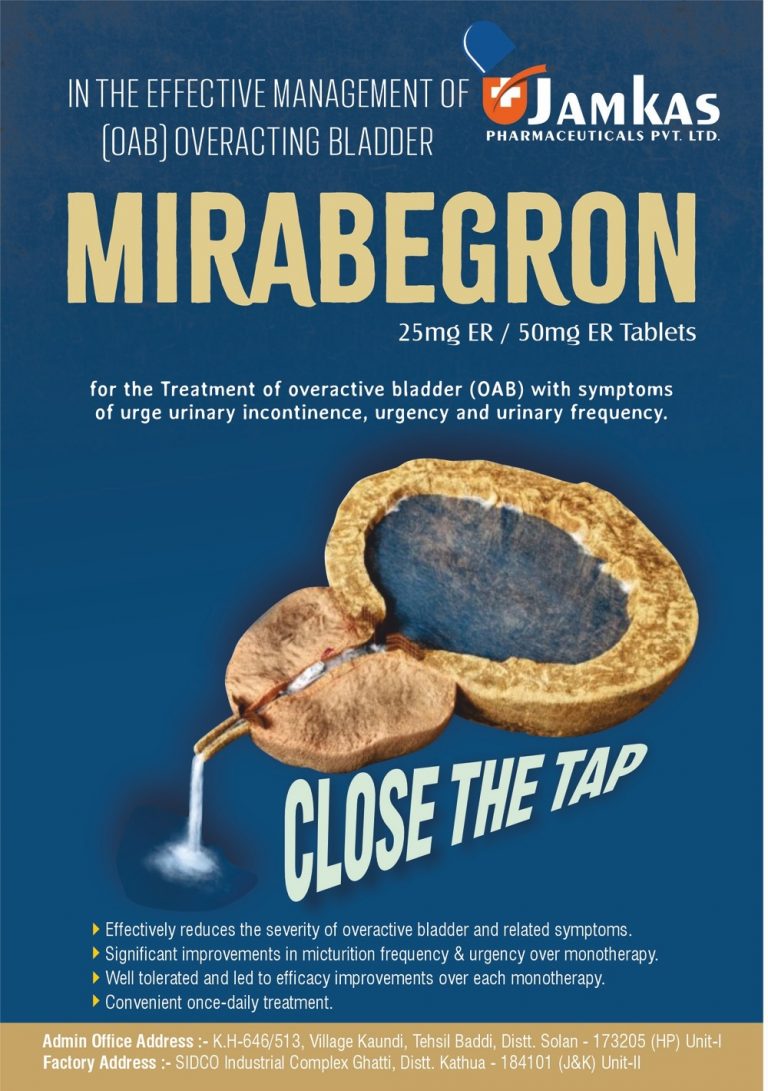 IN THE EFFECTIVE MANAGEMENT OF
(OAB) OVERACTING BLADDER
JAMKAS
PHARMACEUTICALS PVT. LTD.
MIRABEGRON
25mg ER / 50mg ER Tablets
for the Treatment of overactive bladder (OAB) with symptoms
of urge urinary incontinence, urgency and urinary frequency.
CLOSE THE TAP
Effectively reduces the severity of overactive bladder and related symptoms.
Significant improvements in micturition frequency & urgency over monotherapy.
Well tolerated and led to efficacy improvements over each monotherapy.
Convenient once-daily treatment.
Admin Office Address :- K.H-646/513, Village Kaundi, Tehsil Baddi, Distt. Solan - 173205 (HP) Unit-I
Factory Address :- SIDCO Industrial Complex Ghatti, Distt. Kathua - 184101 (J&K) Unit-II